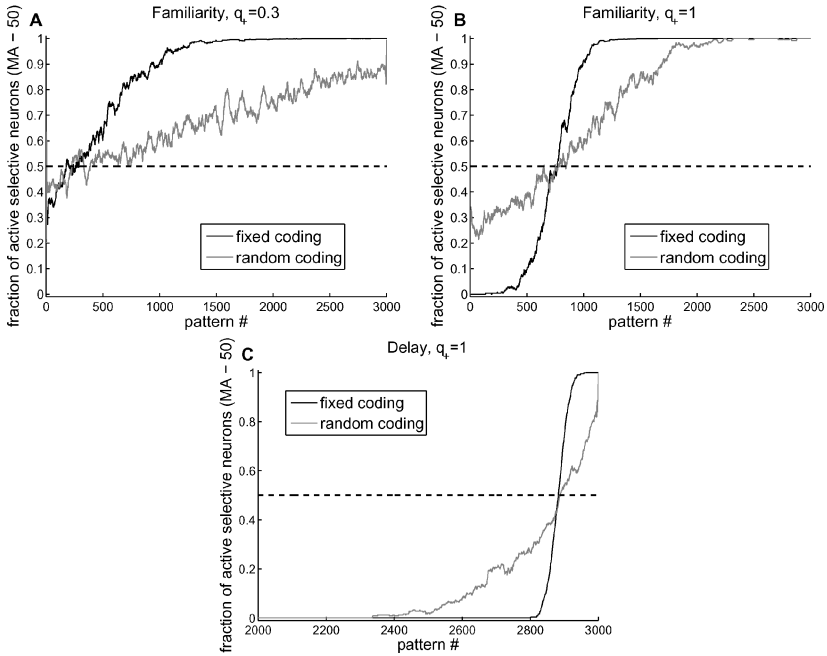 A
Familiarity, q+=0.3
fraction of active selective neurons (MA − 50)
1
0.9
0.8
0.7
0.6
0.5
0.4
0.3
0.2
0.1
0
fixed coding
random coding
0 500 1000 1500 2000 2500 3000
pattern #
B
Familiarity, q+=1
fraction of active selective neurons (MA − 50)
1
0.9
0.8
0.7
0.6
0.5
0.4
0.3
0.2
0.1
0
fixed coding
random coding
0 500 1000 1500 2000 2500 3000
pattern #
C
Delay, q+=1
fraction of active selective neurons (MA − 50)
1
0.8
0.6
0.4
0.2
0
fixed coding
random coding
2000 2200 2400 2600 2800 3000
pattern #